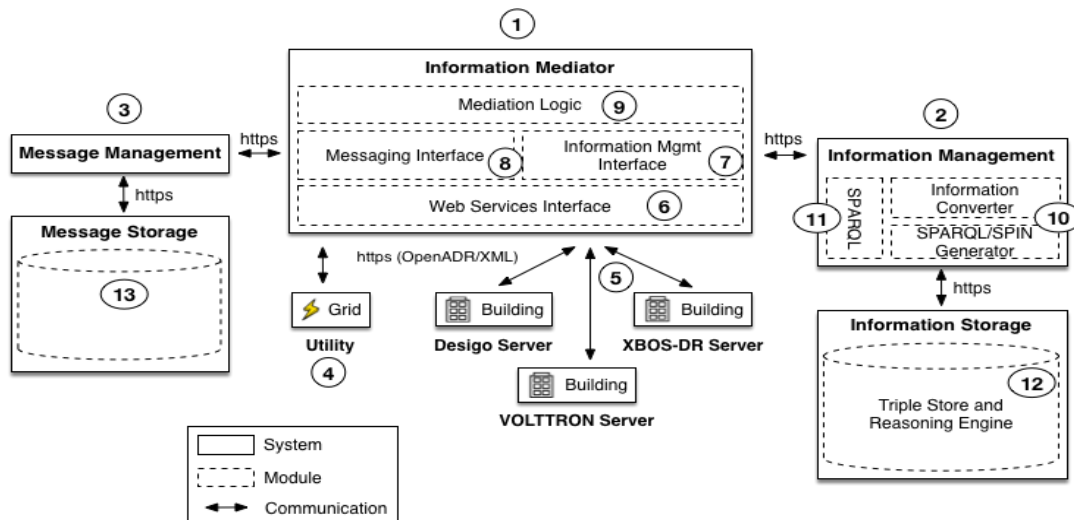 1
Information Mediator
Mediation Logic 9
3
https
Message Management
Messaging Interface 8
Information Mgmt
Interface 7
https
2
Information Management
Web Services Interface 6
11 SPARQL
Information
Converter
10
SPARQL/SPIN
Generator
https
Message Storage
13
https (OpenADR/XML)
5
https
Grid
Utility
4
Building
Desigo Server
Building
XBOS-DR Server
Building
VOLTTRON Server
Information Storage
12
Triple Store and
Reasoning Engine
System
Module
Communication